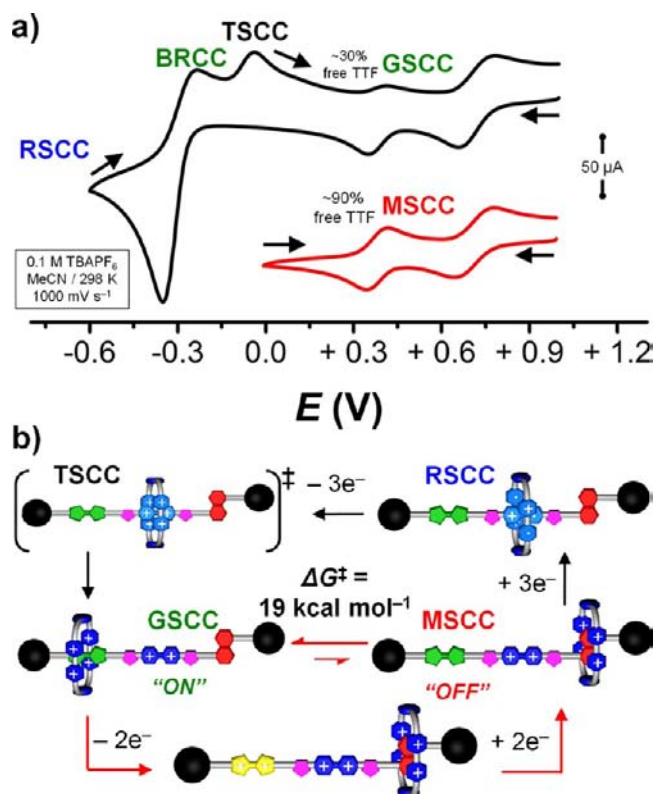 a)
TSCC
BRCC
~30%
free TTF
GSCC
RSCC
50 µA
~90%
free TTF
MSCC
0.1 M TBAPF6
MeCN / 298 K
1000 mV s⁻¹
-0.6 -0.3 0.0 + 0.3 + 0.6 + 0.9 + 1.2
E (V)
b)
TSCC
‡
– 3e⁻
RSCC
ΔG‡ =
19 kcal mol⁻¹
+ 3e⁻
GSCC
MSCC
"ON"
"OFF"
– 2e⁻
+ 2e⁻